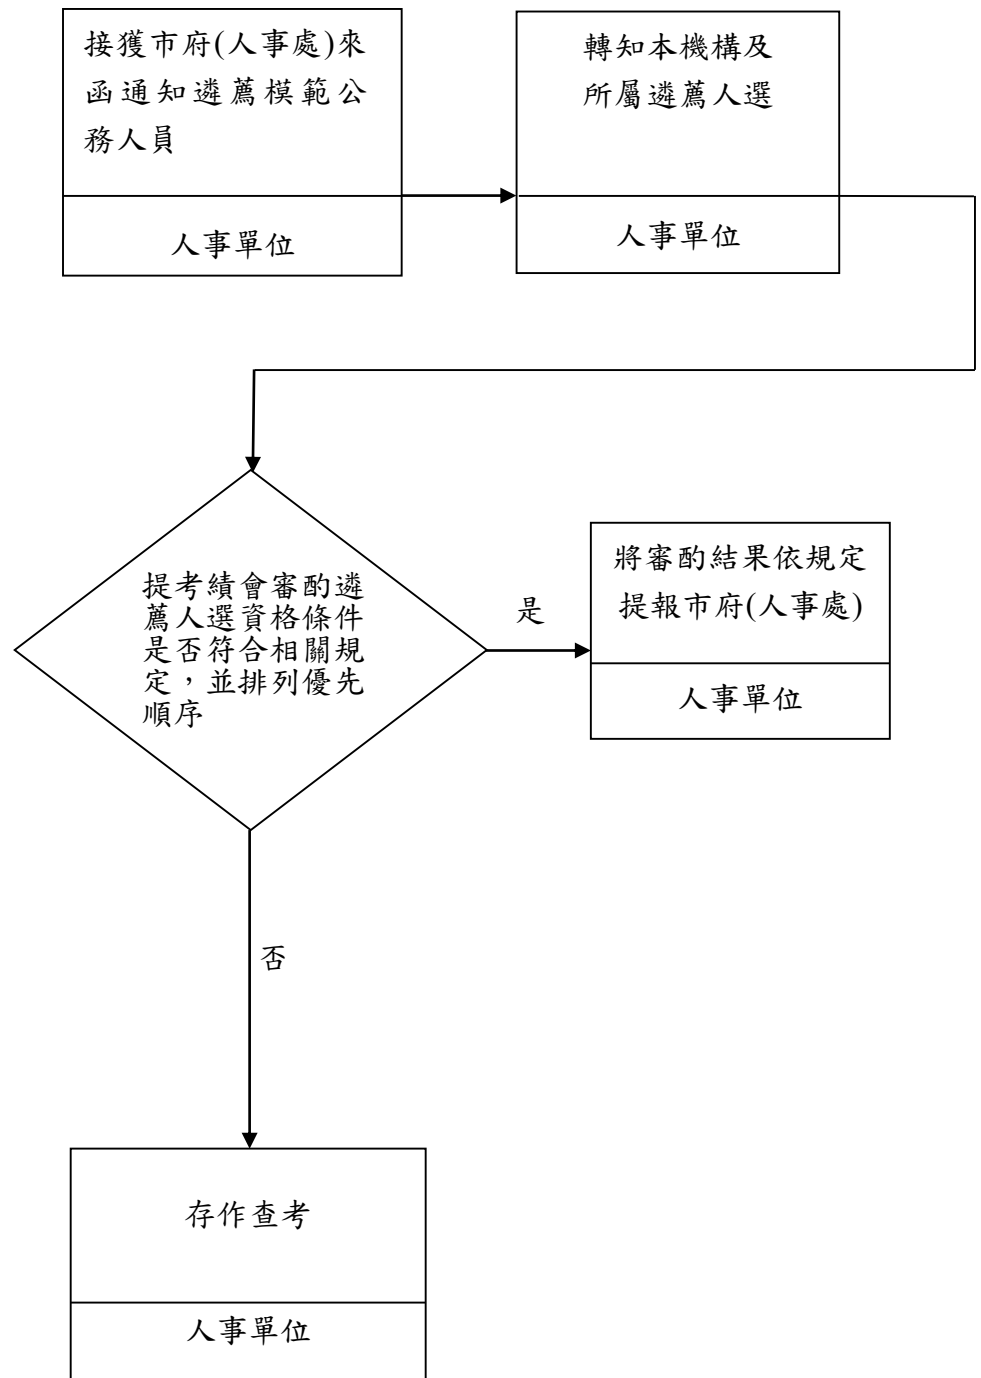 接獲市府(人事處)來
函通知遴薦模範公
務人員
人事單位
轉知本機構及
所屬遴薦人選
人事單位
提考績會審酌遴
薦人選資格條件
是否符合相關規
定，並排列優先
順序
是
將審酌結果依規定
提報市府(人事處)
人事單位
否
存作查考
人事單位